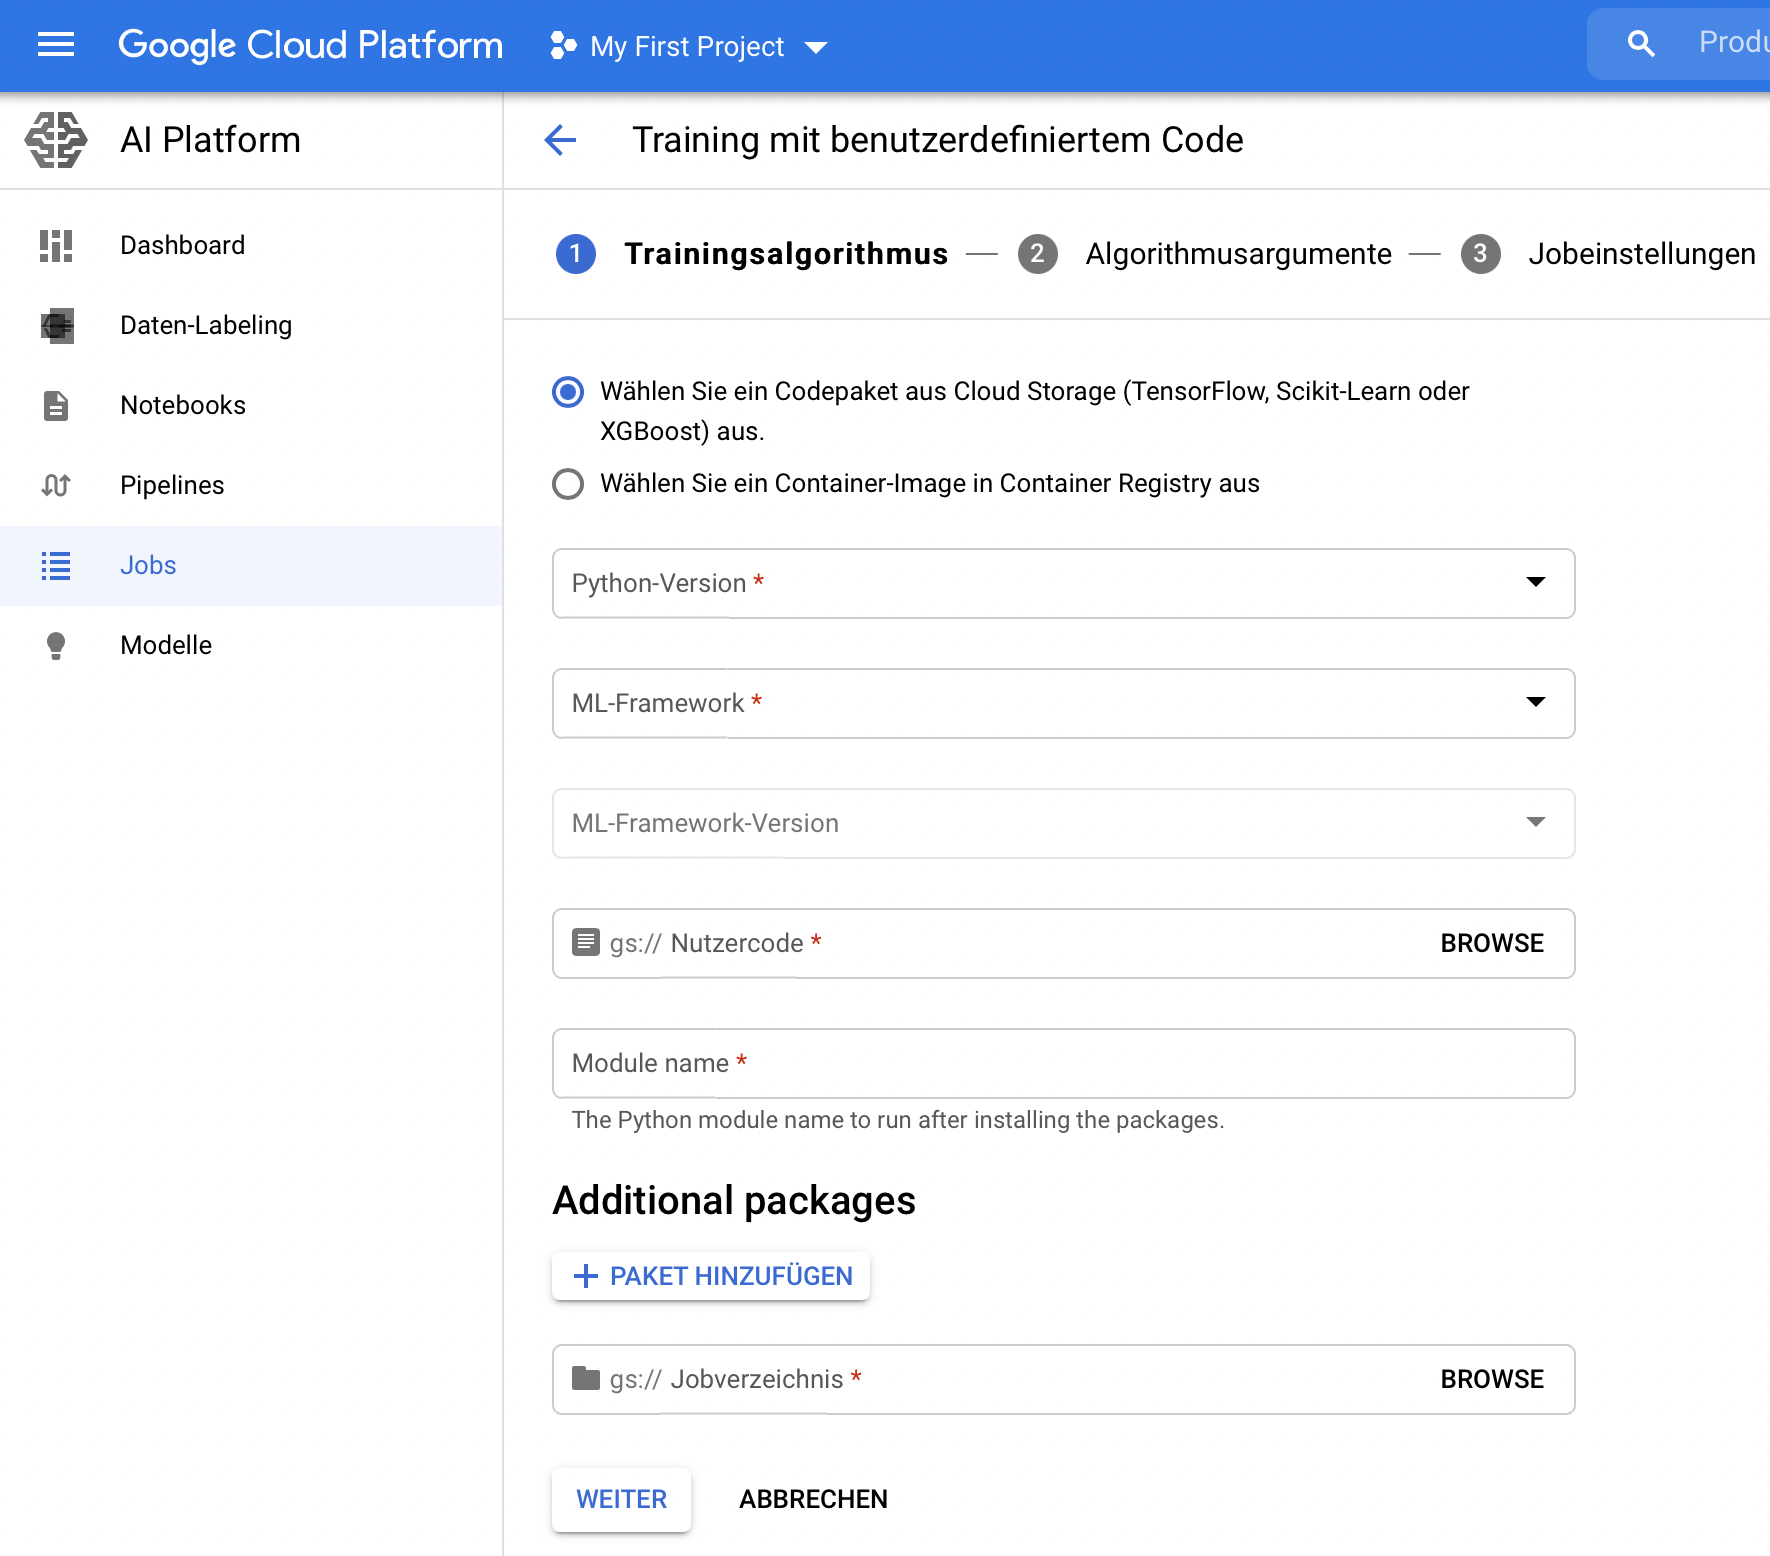 Google Cloud Platform
My First Project
AI Platform
Training mit benutzerdefiniertem Code
Dashboard
Daten-Labeling
Notebooks
Pipelines
Jobs
Modelle
1 Trainingsalgorithmus — 2 Algorithmusargumente — 3 Jobeinstellungen
Wählen Sie ein Codepaket aus Cloud Storage (TensorFlow, Scikit-Learn oder
XGBoost) aus.
Wählen Sie ein Container-Image in Container Registry aus
Python-Version *
ML-Framework *
ML-Framework-Version
gs:// Nutzercode * BROWSE
Module name *
The Python module name to run after installing the packages.
Additional packages
+ PAKET HINZUFÜGEN
gs:// Jobverzeichnis * BROWSE
WEITER ABBRECHEN